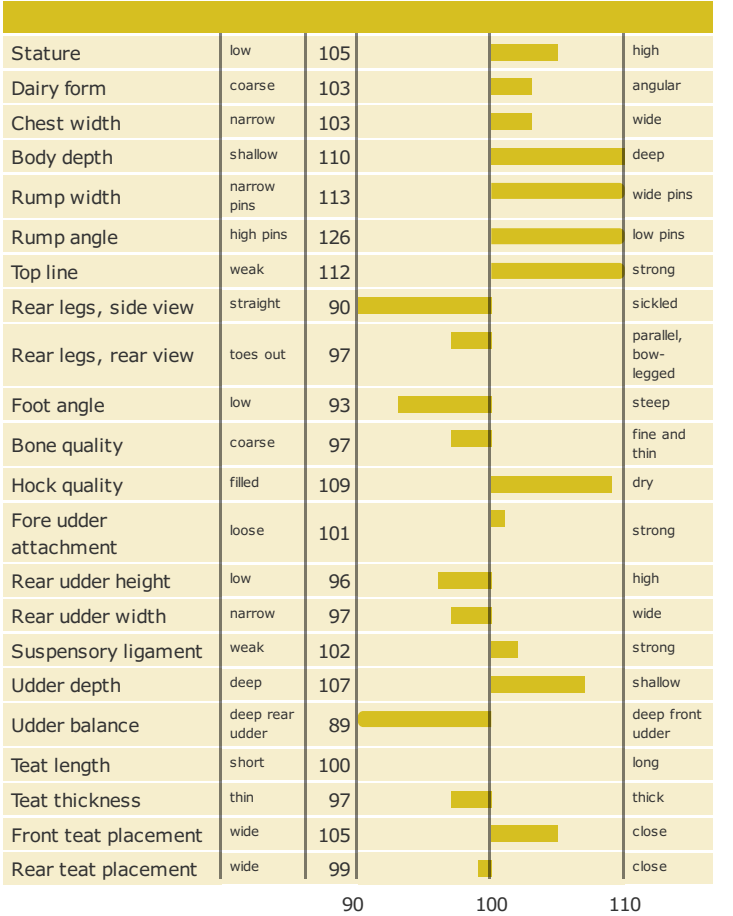 Stature low 105 high
Dairy form coarse 103 angular
Chest width narrow 103 wide
Body depth shallow 110 deep
Rump width narrow pins 113 wide pins
Rump angle high pins 126 low pins
Top line weak 112 strong
Rear legs, side view straight 90 sickled
Rear legs, rear view toes out 97 parallel, bow-legged
Foot angle low 93 steep
Bone quality coarse 97 fine and thin
Hock quality filled 109 dry
Fore udder attachment loose 101 strong
Rear udder height low 96 high
Rear udder width narrow 97 wide
Suspensory ligament weak 102 strong
Udder depth deep 107 shallow
Udder balance deep rear udder 89 deep front udder
Teat length short 100 long
Teat thickness thin 97 thick
Front teat placement wide 105 close
Rear teat placement wide 99 close
90 100 110